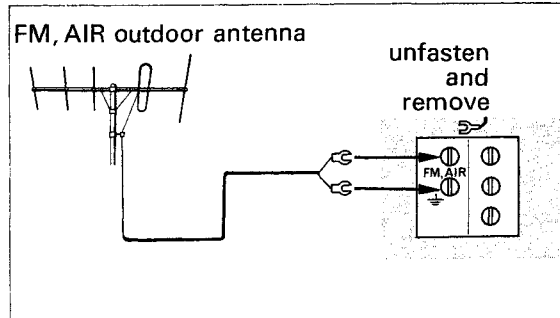 FM, AIR outdoor antenna
unfasten
and
remove
FM, AIR